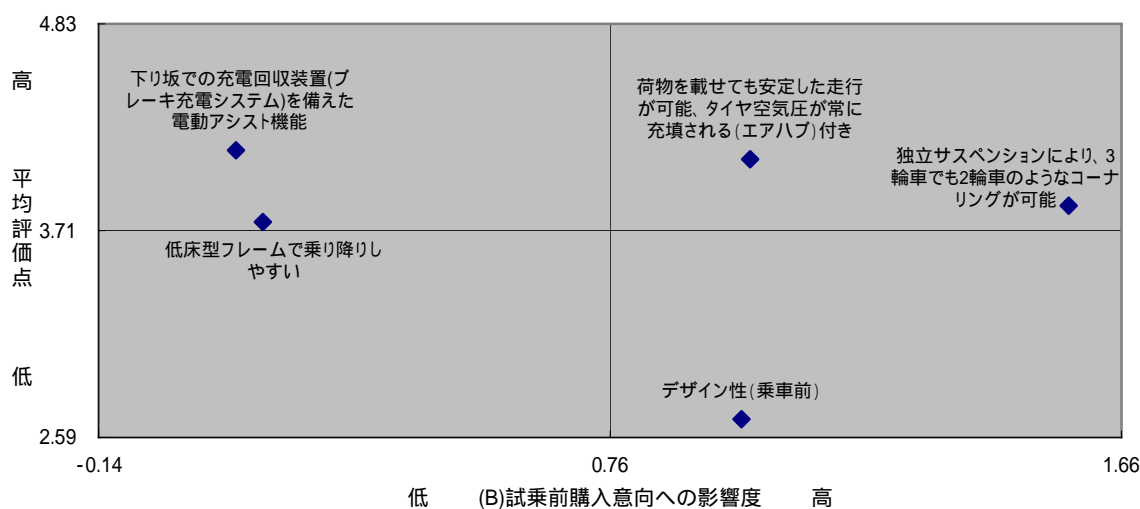 4.83
高
下り坂での充電回収装置(ブ
レーキ充電システム)を備えた
電動アシスト機能
荷物を載せても安定した走行
が可能、タイヤ空気圧が常に
充填される(エアハブ)付き
独立サスペンションにより、3
輪車でも2輪車のようなコーナ
リングが可能
平均評価点
3.71
低床型フレームで乗り降りし
やすい
低
デザイン性(乗車前)
2.59
-0.14
0.76
1.66
低 (B)試乗前購入意向への影響度 高